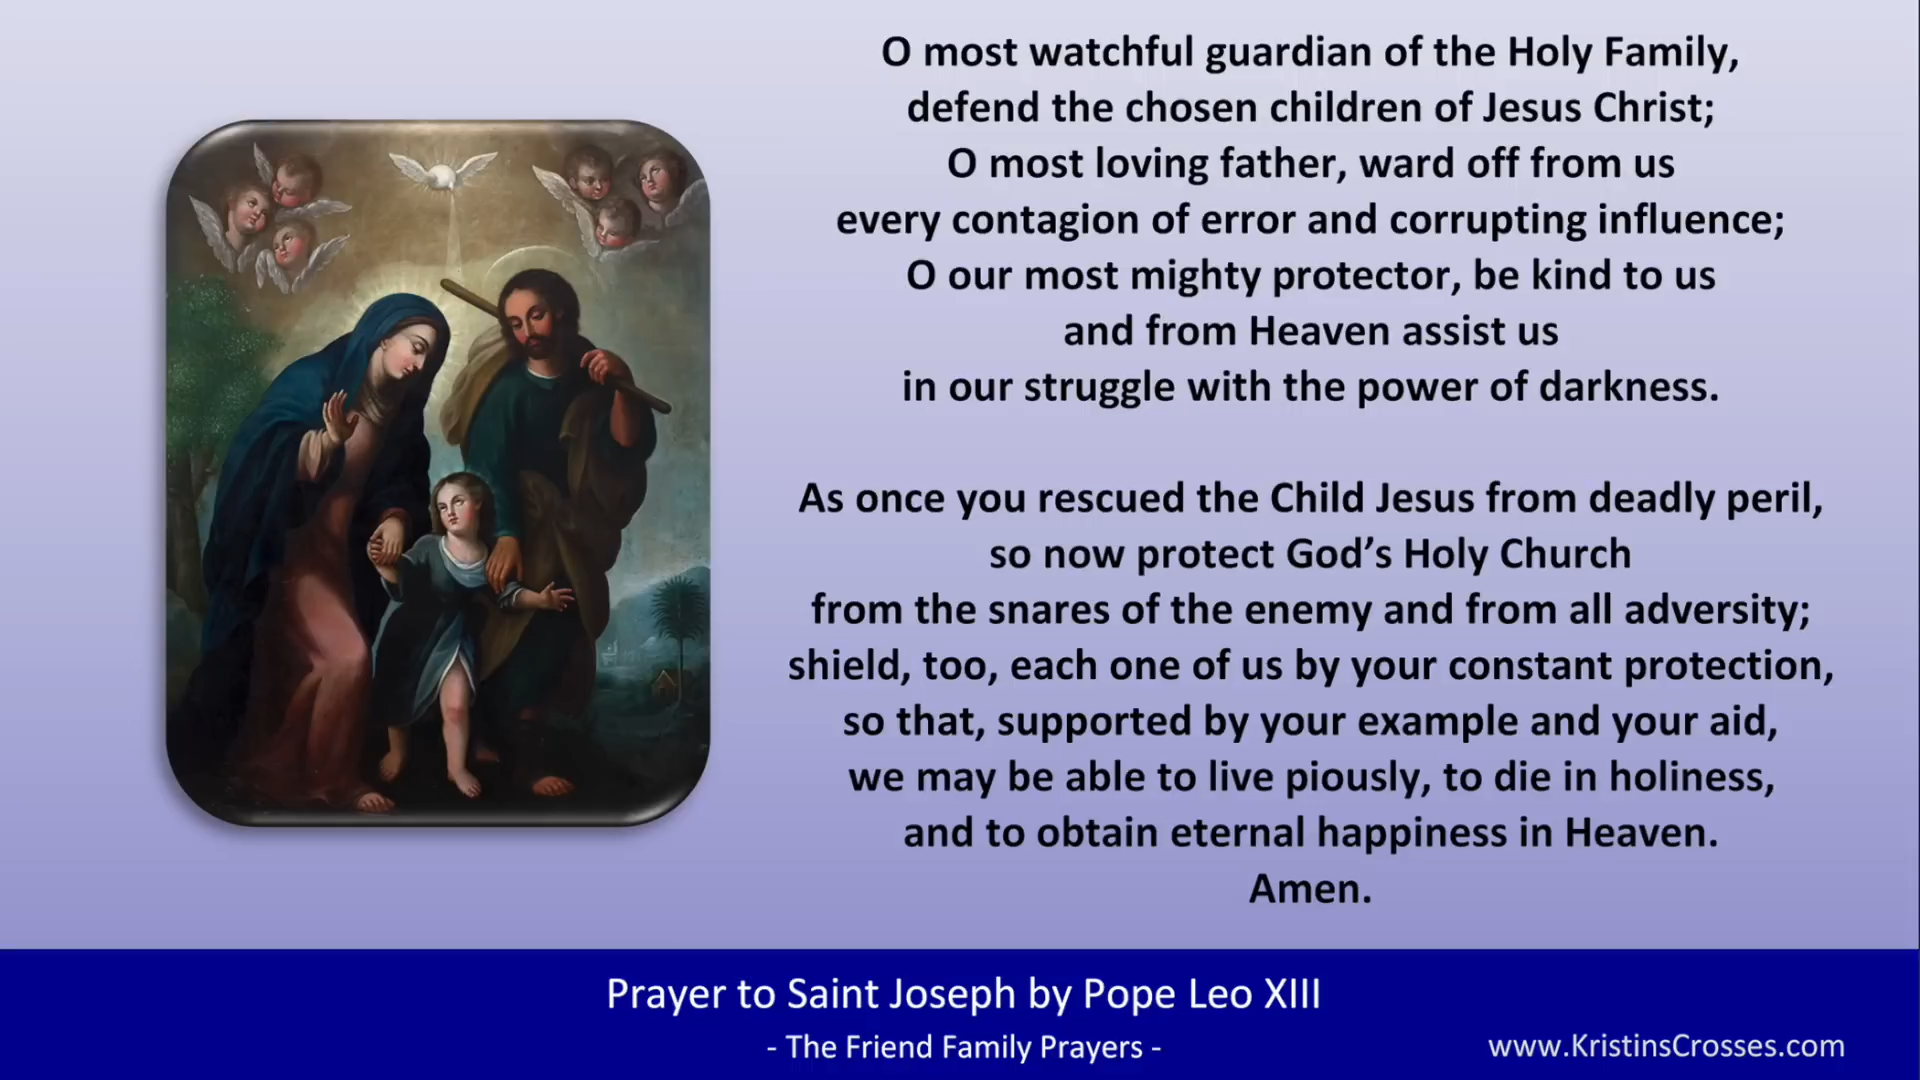 O most watchful guardian of the Holy Family,
defend the chosen children of Jesus Christ;
O most loving father, ward off from us
every contagion of error and corrupting influence;
O our most mighty protector, be kind to us
and from Heaven assist us
in our struggle with the power of darkness.
As once you rescued the Child Jesus from deadly peril,
so now protect God’s Holy Church
from the snares of the enemy and from all adversity;
shield, too, each one of us by your constant protection,
so that, supported by your example and your aid,
we may be able to live piously, to die in holiness,
and to obtain eternal happiness in Heaven.
Amen.
Prayer to Saint Joseph by Pope Leo XIII
- The Friend Family Prayers -
www.KristinsCrosses.com